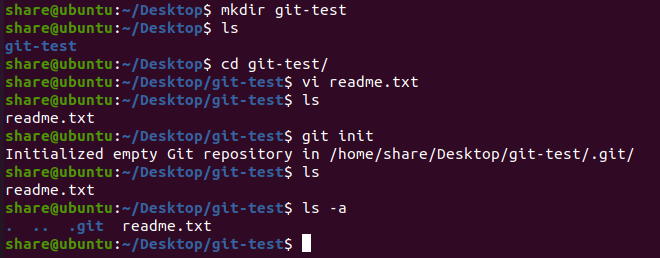 share@ubuntu:~/Desktop$ mkdir git-test
share@ubuntu:~/Desktop$ ls
git-test
share@ubuntu:~/Desktop$ cd git-test/
share@ubuntu:~/Desktop/git-test$ vi readme.txt
share@ubuntu:~/Desktop/git-test$ ls
readme.txt
share@ubuntu:~/Desktop/git-test$ git init
Initialized empty Git repository in /home/share/Desktop/git-test/.git/
share@ubuntu:~/Desktop/git-test$ ls
readme.txt
share@ubuntu:~/Desktop/git-test$ ls -a
.  ..  .git  readme.txt
share@ubuntu:~/Desktop/git-test$